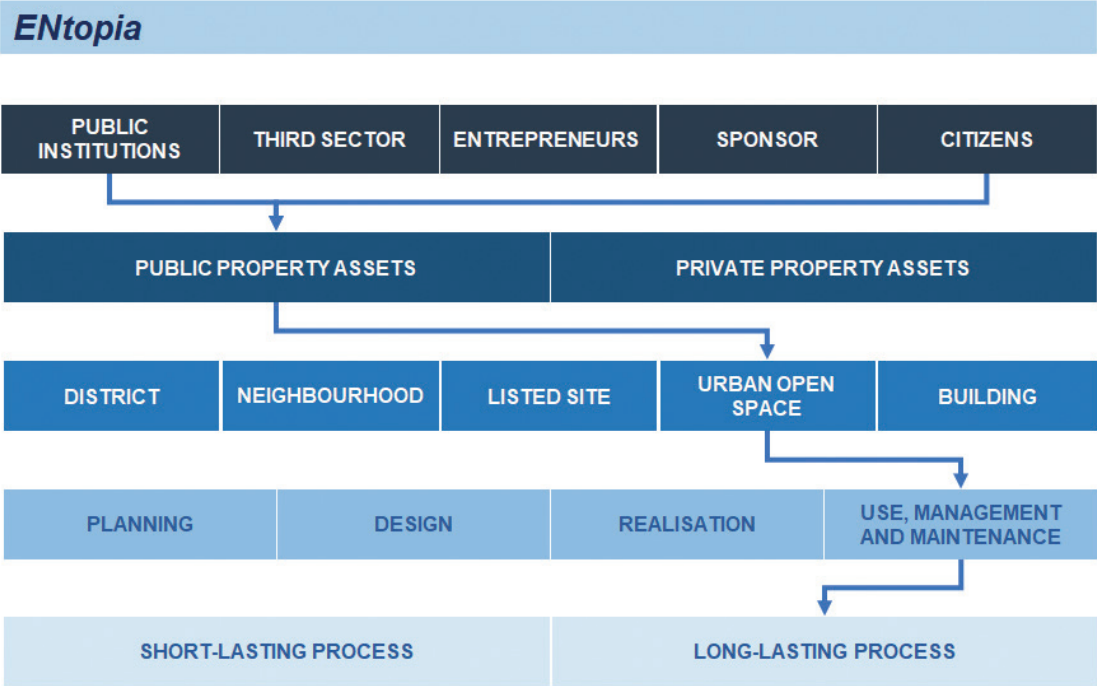 ENtopia
PUBLIC
INSTITUTIONS
THIRD SECTOR
ENTREPRENEURS
SPONSOR
CITIZENS
PUBLIC PROPERTY ASSETS
PRIVATE PROPERTY ASSETS
DISTRICT
NEIGHBOURHOOD
LISTED SITE
URBAN OPEN
SPACE
BUILDING
PLANNING
DESIGN
REALISATION
USE, MANAGEMENT
AND MAINTENANCE
SHORT-LASTING PROCESS
LONG-LASTING PROCESS